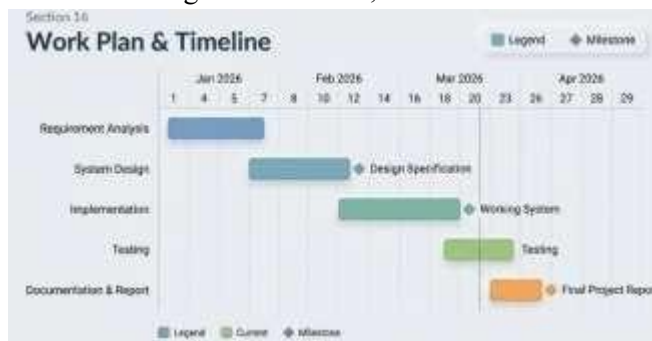 Section 16
Work Plan & Timeline
Legend Milestone
Jan 2026 Feb 2026 Mar 2026 Apr 2026
1 4 5 7 8 10 12 14 16 18 20 23 26 27 28 29
Requirement Analysis
System Design Design Specification
Implementation Working System
Testing Testing
Documentation & Report Final Project Repo
Legend Current Milestone